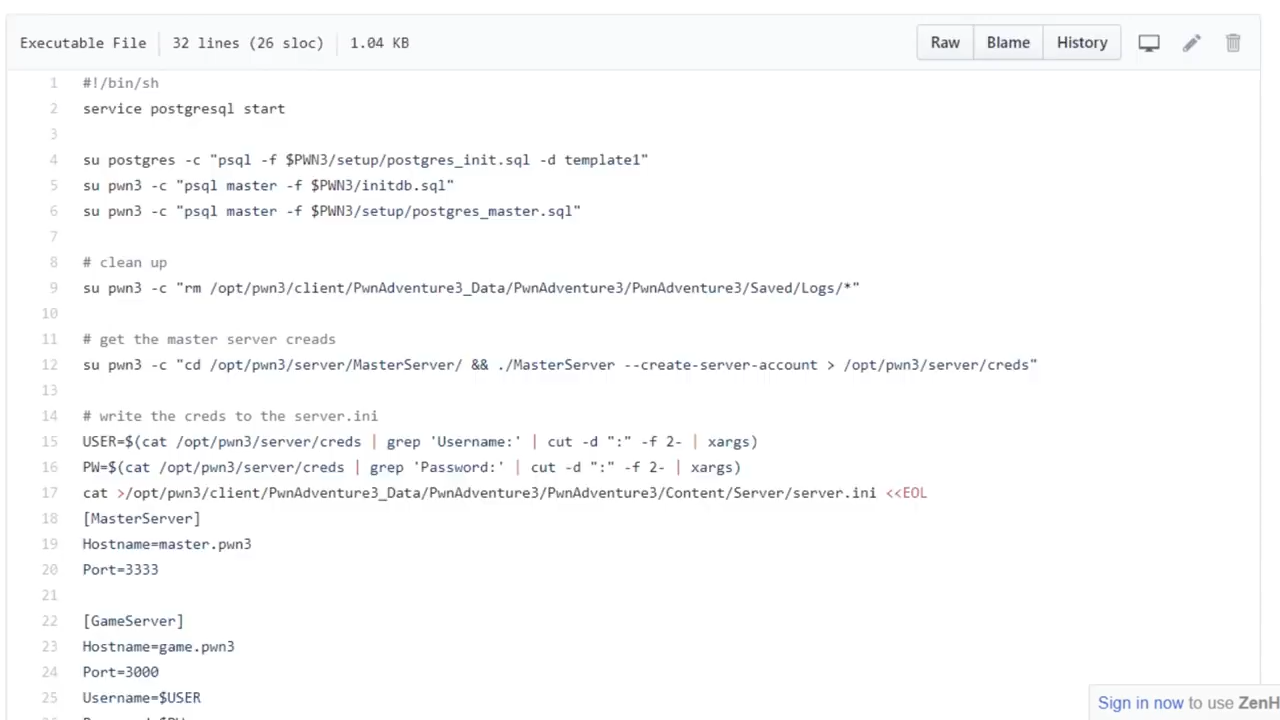 Executable File 32 lines (26 sloc) 1.04 KB Raw Blame History
1 #!/bin/sh
2 service postgresql start
3
4 su postgres -c "psql -f $PWN3/setup/postgres_init.sql -d template1"
5 su pwn3 -c "psql master -f $PWN3/initdb.sql"
6 su pwn3 -c "psql master -f $PWN3/setup/postgres_master.sql"
7
8 # clean up
9 su pwn3 -c "rm /opt/pwn3/client/PwnAdventure3_Data/PwnAdventure3/PwnAdventure3/Saved/Logs/*"
10
11 # get the master server creads
12 su pwn3 -c "cd /opt/pwn3/server/MasterServer/ && ./MasterServer --create-server-account > /opt/pwn3/server/creds"
13
14 # write the creds to the server.ini
15 USER=$(cat /opt/pwn3/server/creds | grep 'Username:' | cut -d ":" -f 2- | xargs)
16 PW=$(cat /opt/pwn3/server/creds | grep 'Password:' | cut -d ":" -f 2- | xargs)
17 cat >/opt/pwn3/client/PwnAdventure3_Data/PwnAdventure3/PwnAdventure3/Content/Server/server.ini <<EOL
18 [MasterServer]
19 Hostname=master.pwn3
20 Port=3333
21
22 [GameServer]
23 Hostname=game.pwn3
24 Port=3000
25 Username=$USER
Sign in now to use ZenH